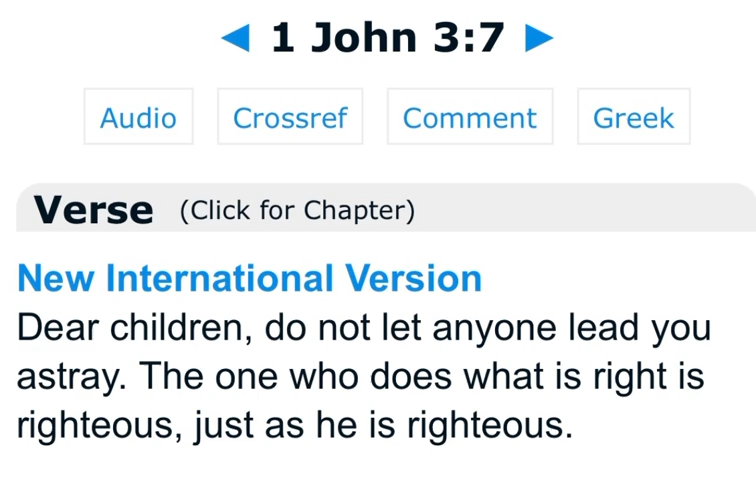 ◄ 1 John 3:7 ►
Audio Crossref Comment Greek
Verse (Click for Chapter)
New International Version
Dear children, do not let anyone lead you
astray. The one who does what is right is
righteous, just as he is righteous.